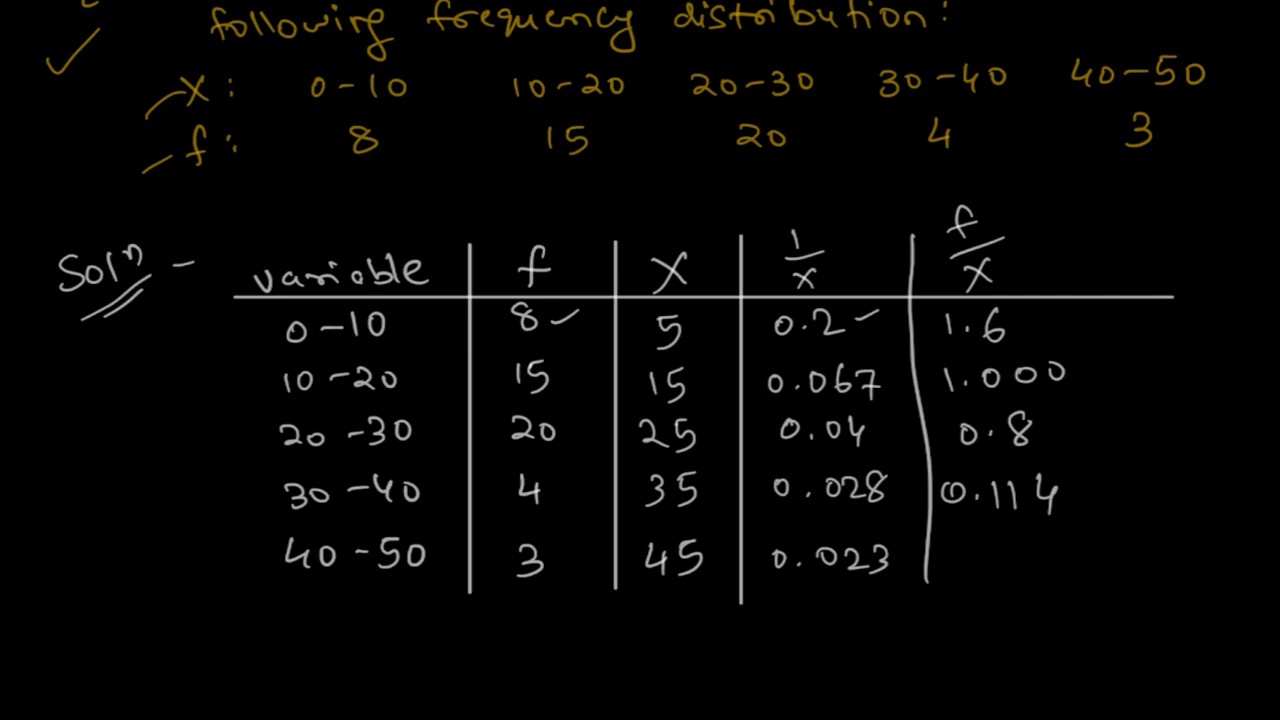 following frequency distribution:
X : 0-10 10-20 20-30 30-40 40-50
f : 8 15 20 4 3
Solⁿ -
variable f X 1/x f/X
0-10 8 5 0.2 1.6
10-20 15 15 0.067 1.000
20-30 20 25 0.04 0.8
30-40 4 35 0.028 0.114
40-50 3 45 0.023